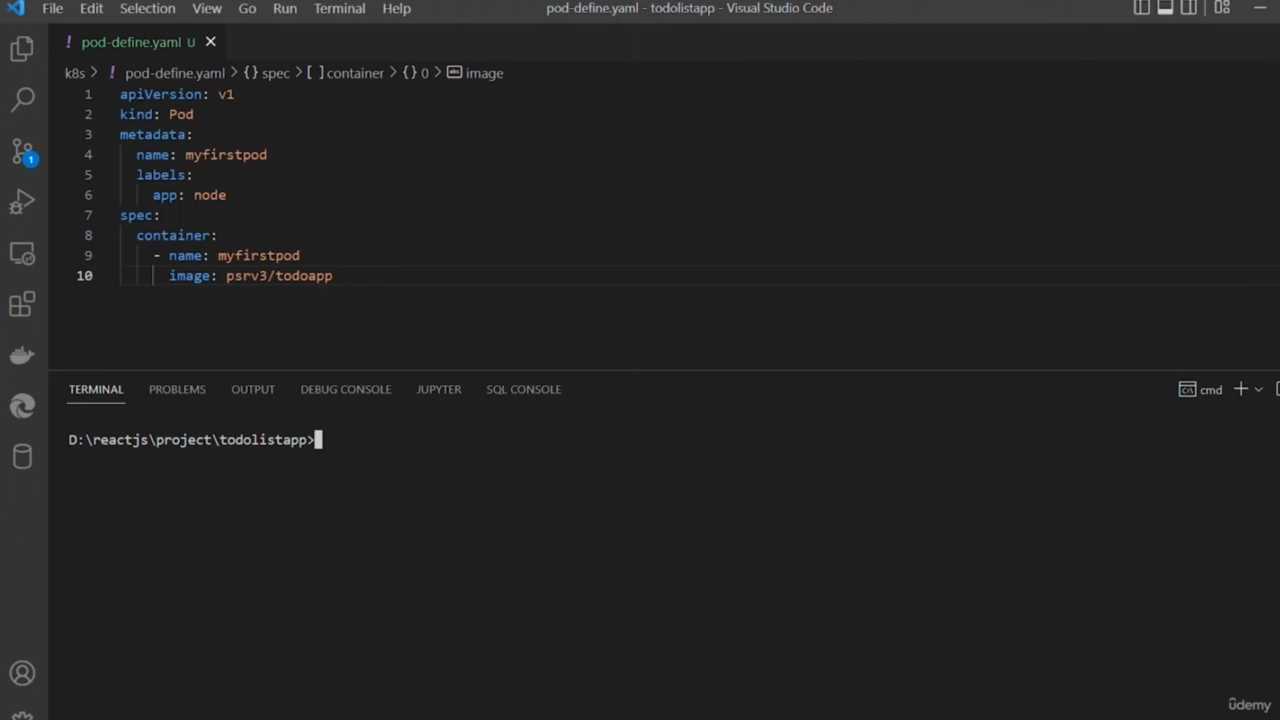 File Edit Selection View Go Run Terminal Help pod-define.yaml - todolistapp - Visual Studio Code
! pod-define.yaml U ×
k8s > ! pod-define.yaml > {} spec > [ ] container > {} 0 > abc image
1 apiVersion: v1
2 kind: Pod
3 metadata:
4   name: myfirstpod
5   labels:
6     app: node
7 spec:
8   container:
9     - name: myfirstpod
10       image: psrv3/todoapp
1
TERMINAL PROBLEMS OUTPUT DEBUG CONSOLE JUPYTER SQL CONSOLE cmd
D:\reactjs\project\todolistapp>
ûdemy